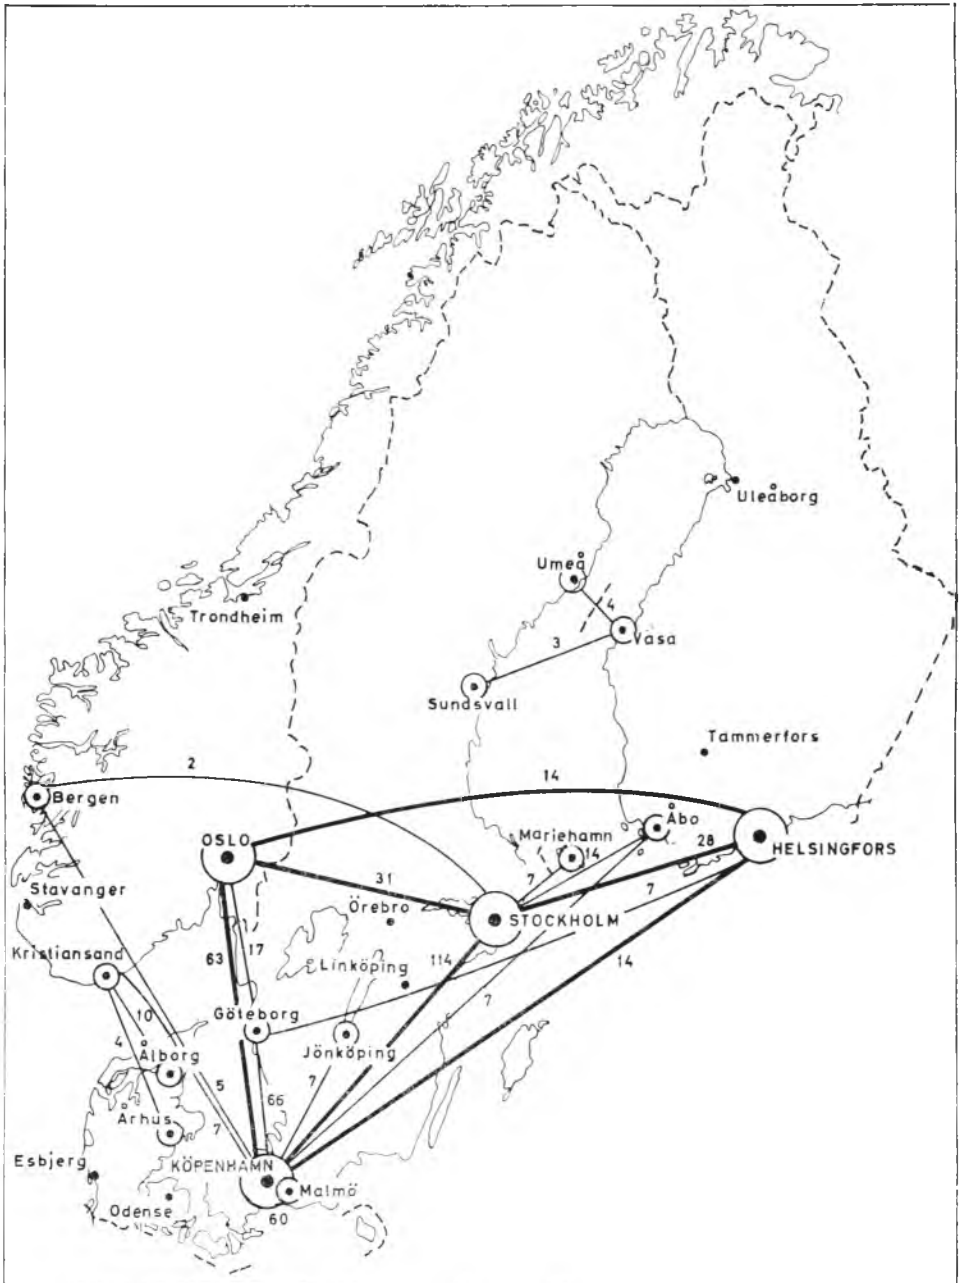 Uleåborg
Umeå
4
Trondheim
Vasa
3
Sundsvall
Tammerfors
2
14
Bergen
Åbo
OSLO
Mariehamn
28
HELSINGFORS
14
31
7
7
Stavanger
Örebro
STOCKHOLM
17
63
114
14
Kristiansand
Linköping
7
Göteborg
10
4
Ålborg
Jönköping
5
7
66
Århus
7
Esbjerg
KÖPENHAMN
Malmö
Odense
60